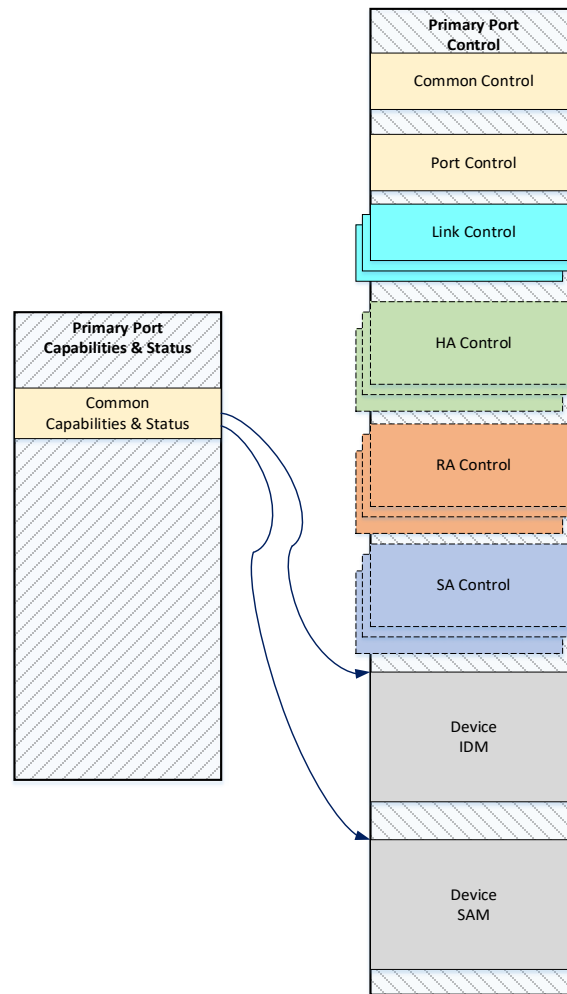 Primary Port
Control
Common Control
Port Control
Link Control
HA Control
RA Control
SA Control
Device
IDM
Device
SAM
Primary Port
Capabilities & Status
Common
Capabilities & Status